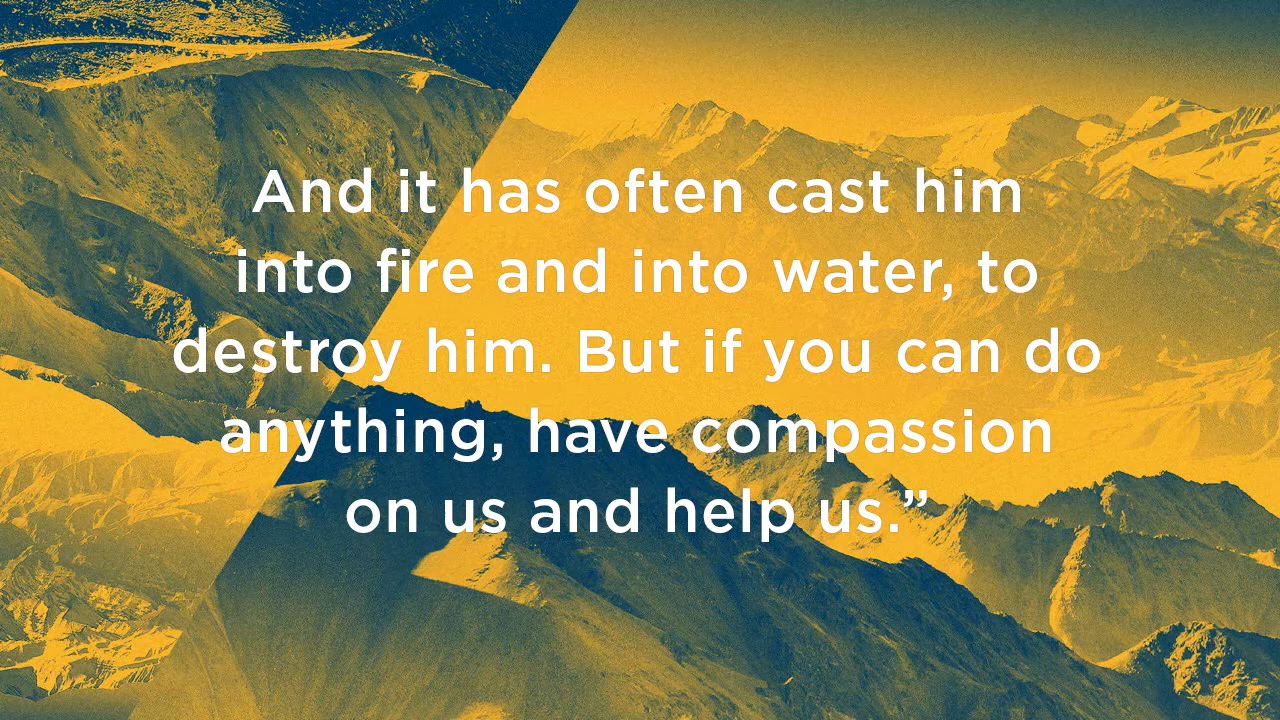 And it has often cast him
into fire and into water, to
destroy him. But if you can do
anything, have compassion
on us and help us.”